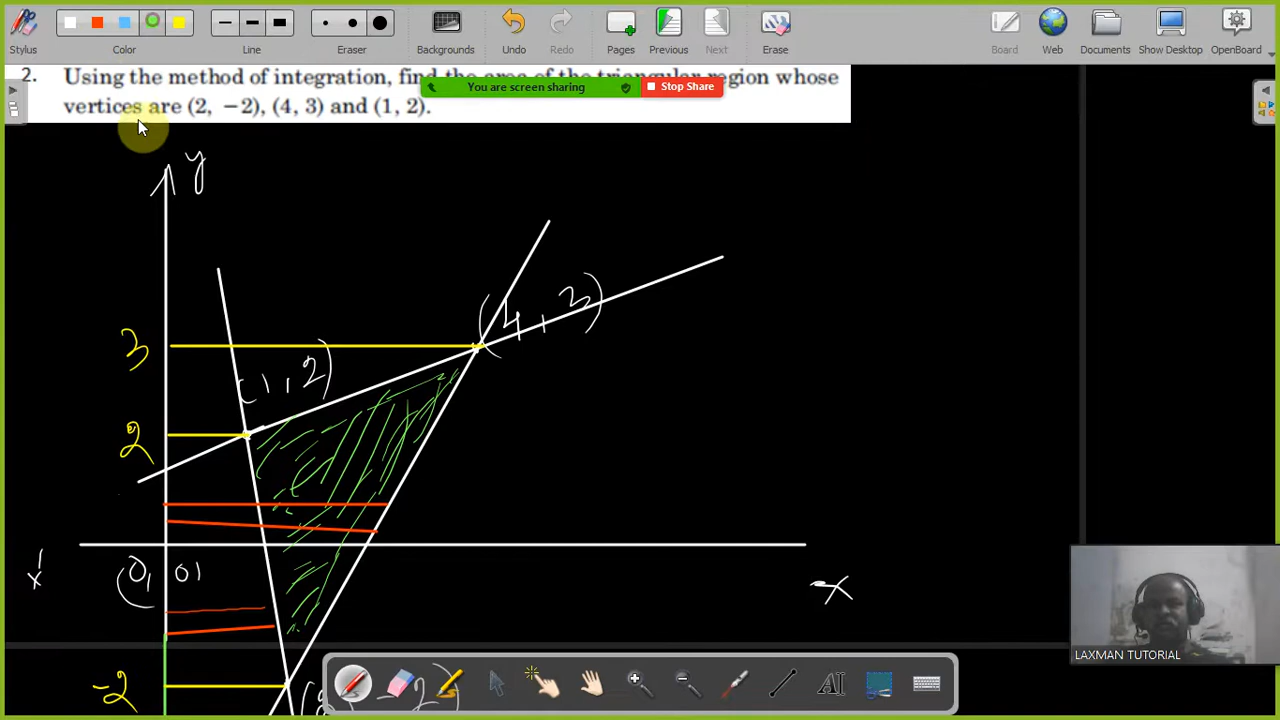 Stylus
Color
Line
Eraser
Backgrounds
Undo
Redo
Pages
Previous
Next
Erase
Board
Web
Documents
Show Desktop
OpenBoard
2. Using the method of integration, find the area of the triangular region whose
vertices are (2, −2), (4, 3) and (1, 2).
You are screen sharing
Stop Share
y
(4, 3)
3
(1, 2)
2
x'
(0, 0)
x
LAXMAN TUTORIAL
-2
AI